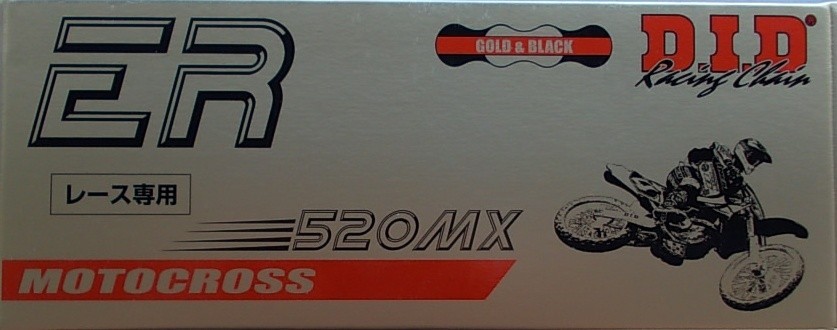 ER
GOLD & BLACK
D.I.D®
Racing Chain
レース専用
520MX
MOTOCROSS